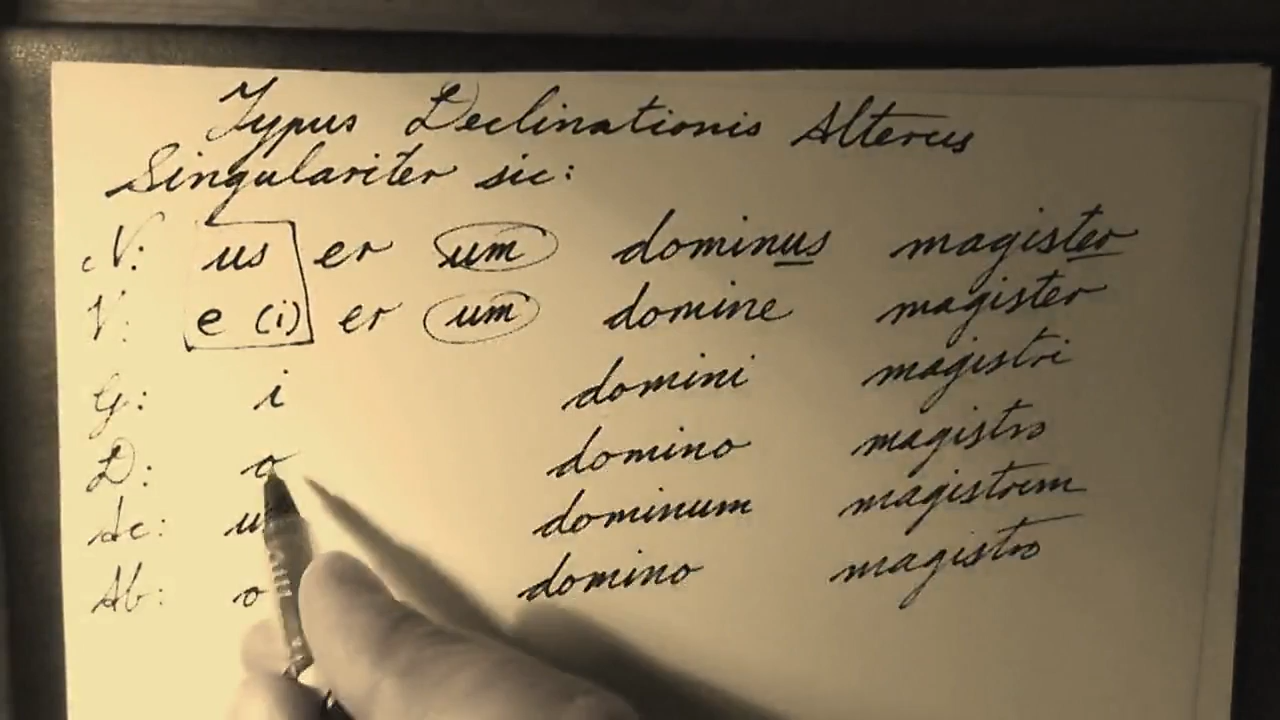 Typus Declinationis Alterus
Singulariter sic:
N: us er um dominus magister
V: e (i) er um domine magister
G: i domini magistri
D: o domino magistro
Ac: dominum magistrum
Ab: o domino magistro